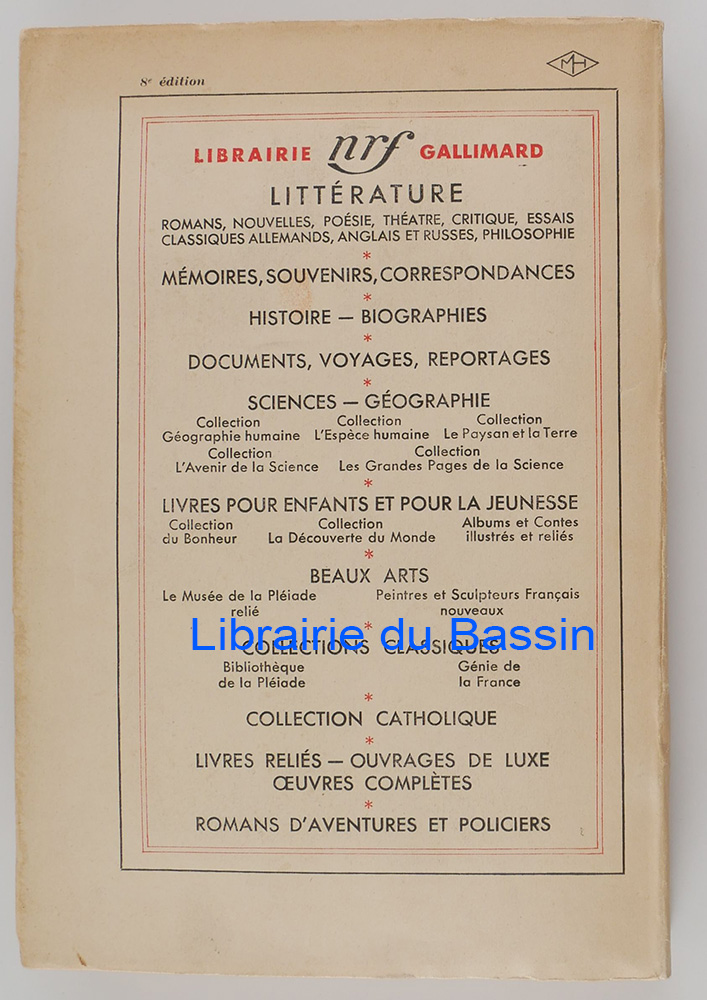 8e édition
MH
LIBRAIRIE nrf GALLIMARD
LITTÉRATURE
ROMANS, NOUVELLES, POÉSIE, THÉATRE, CRITIQUE, ESSAIS
CLASSIQUES ALLEMANDS, ANGLAIS ET RUSSES, PHILOSOPHIE
*
MÉMOIRES, SOUVENIRS, CORRESPONDANCES
*
HISTOIRE — BIOGRAPHIES
*
DOCUMENTS, VOYAGES, REPORTAGES
*
SCIENCES — GÉOGRAPHIE
Collection Collection Collection
Géographie humaine L'Espèce humaine Le Paysan et la Terre
Collection Collection
L'Avenir de la Science Les Grandes Pages de la Science
*
LIVRES POUR ENFANTS ET POUR LA JEUNESSE
Collection Collection Albums et Contes
du Bonheur La Découverte du Monde illustrés et reliés
*
BEAUX ARTS
Le Musée de la Pléiade Peintres et Sculpteurs Français
relié nouveaux
*
Librairie du Bassin
COLLECTIONS CLASSIQUES
Bibliothèque Génie de
de la Pléiade la France
*
COLLECTION CATHOLIQUE
*
LIVRES RELIÉS — OUVRAGES DE LUXE
ŒUVRES COMPLÈTES
*
ROMANS D'AVENTURES ET POLICIERS